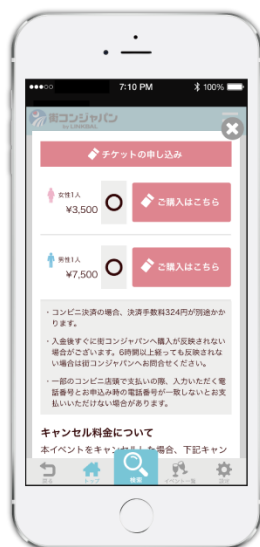 7:10 PM
100%
街コンジャパン
by LINKBAL
チケットの申し込み
女性1人
¥3,500
ご購入はこちら
男性1人
¥7,500
ご購入はこちら
・コンビニ決済の場合、決済手数料324円が別途かか
ります。
・入金後すぐに街コンジャパンへ購入が反映されない
場合がございます。6時間以上経っても反映されな
い場合は街コンジャパンへお問合せください。
・一部のコンビニ店頭で支払いの際、入力いただく電
話番号とお申込み時の電話番号が一致しないとお支
払いいただけない場合があります。
キャンセル料金について
本イベントをキャンセルした場合、下記キャン
戻る
トップ
検索
イベント一覧
設定